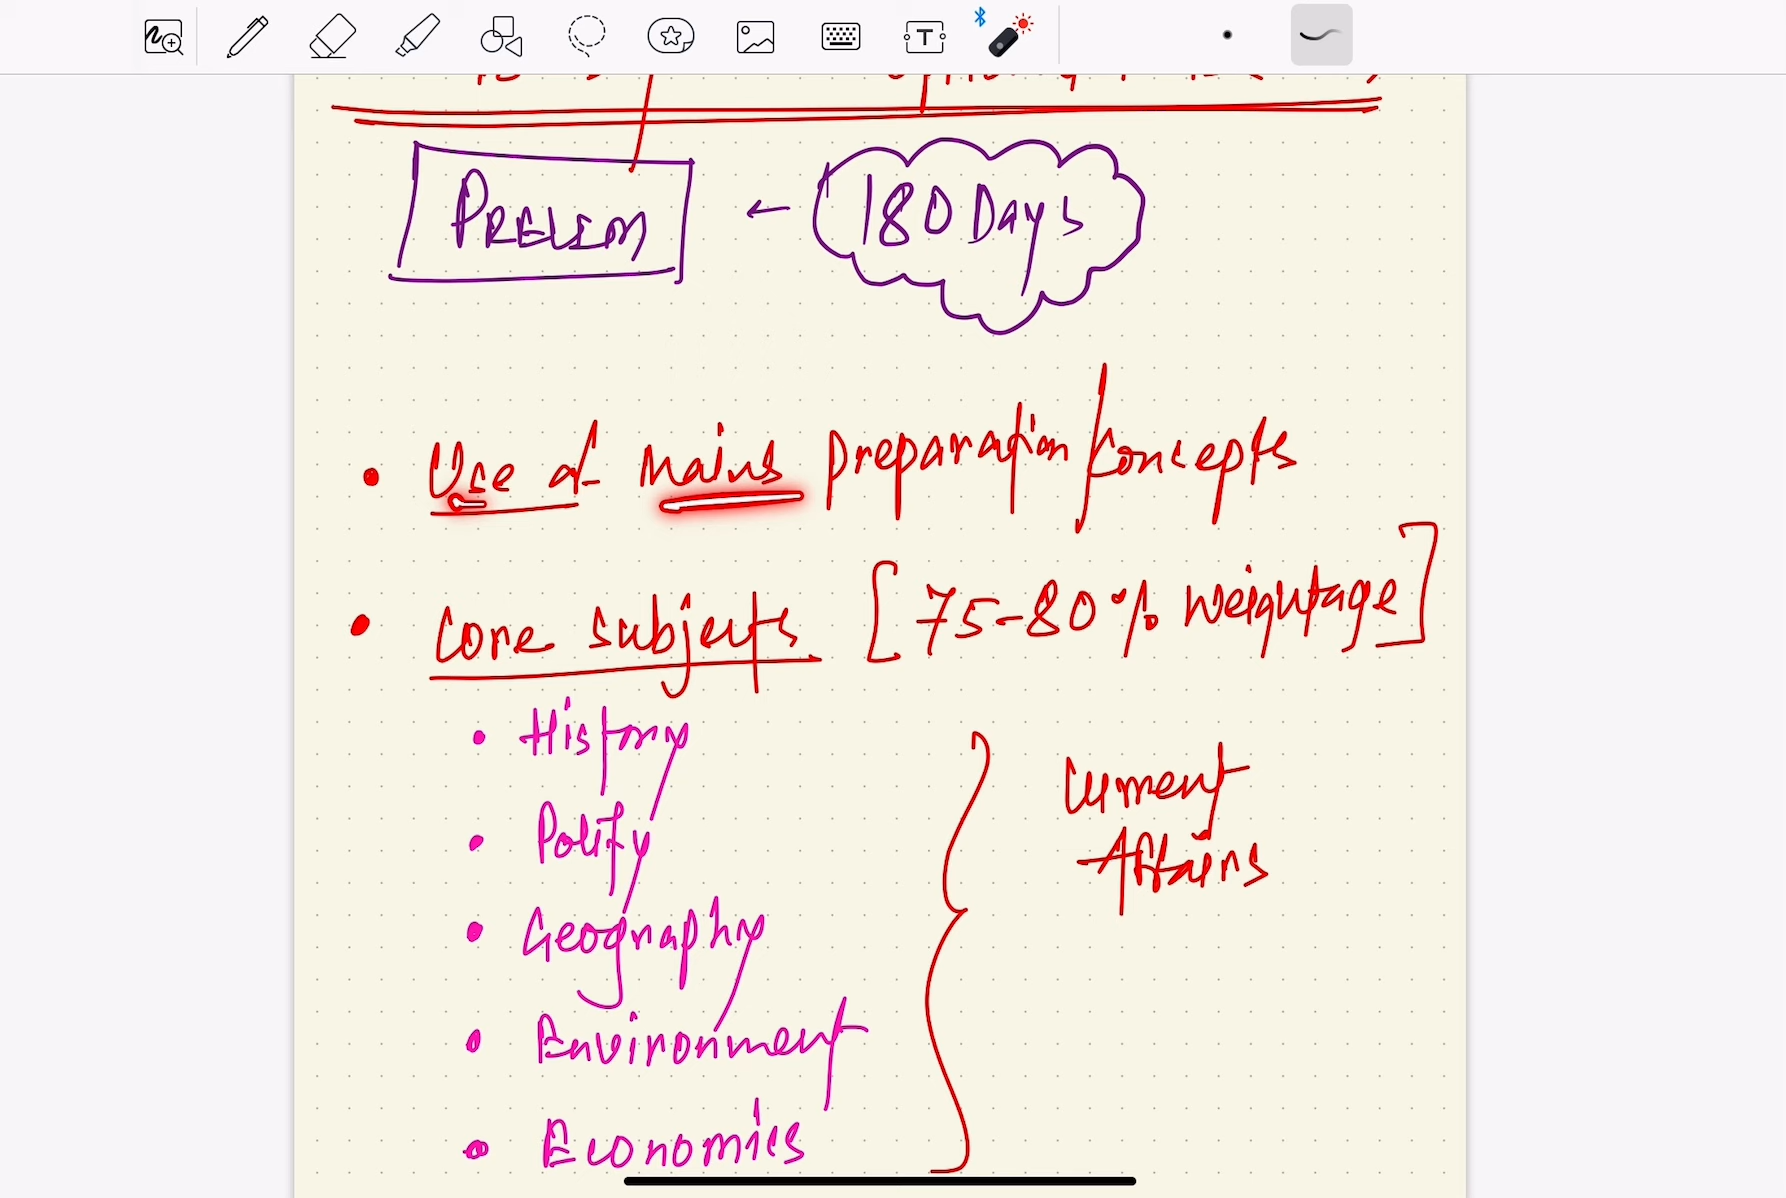 PRELIM ← 180 Days
• Use of Mains Preparation/Concepts
• Core Subjects [75-80% Weightage]
• History
• Polity
• Geography
• Environment
• Economics
Current
Affairs